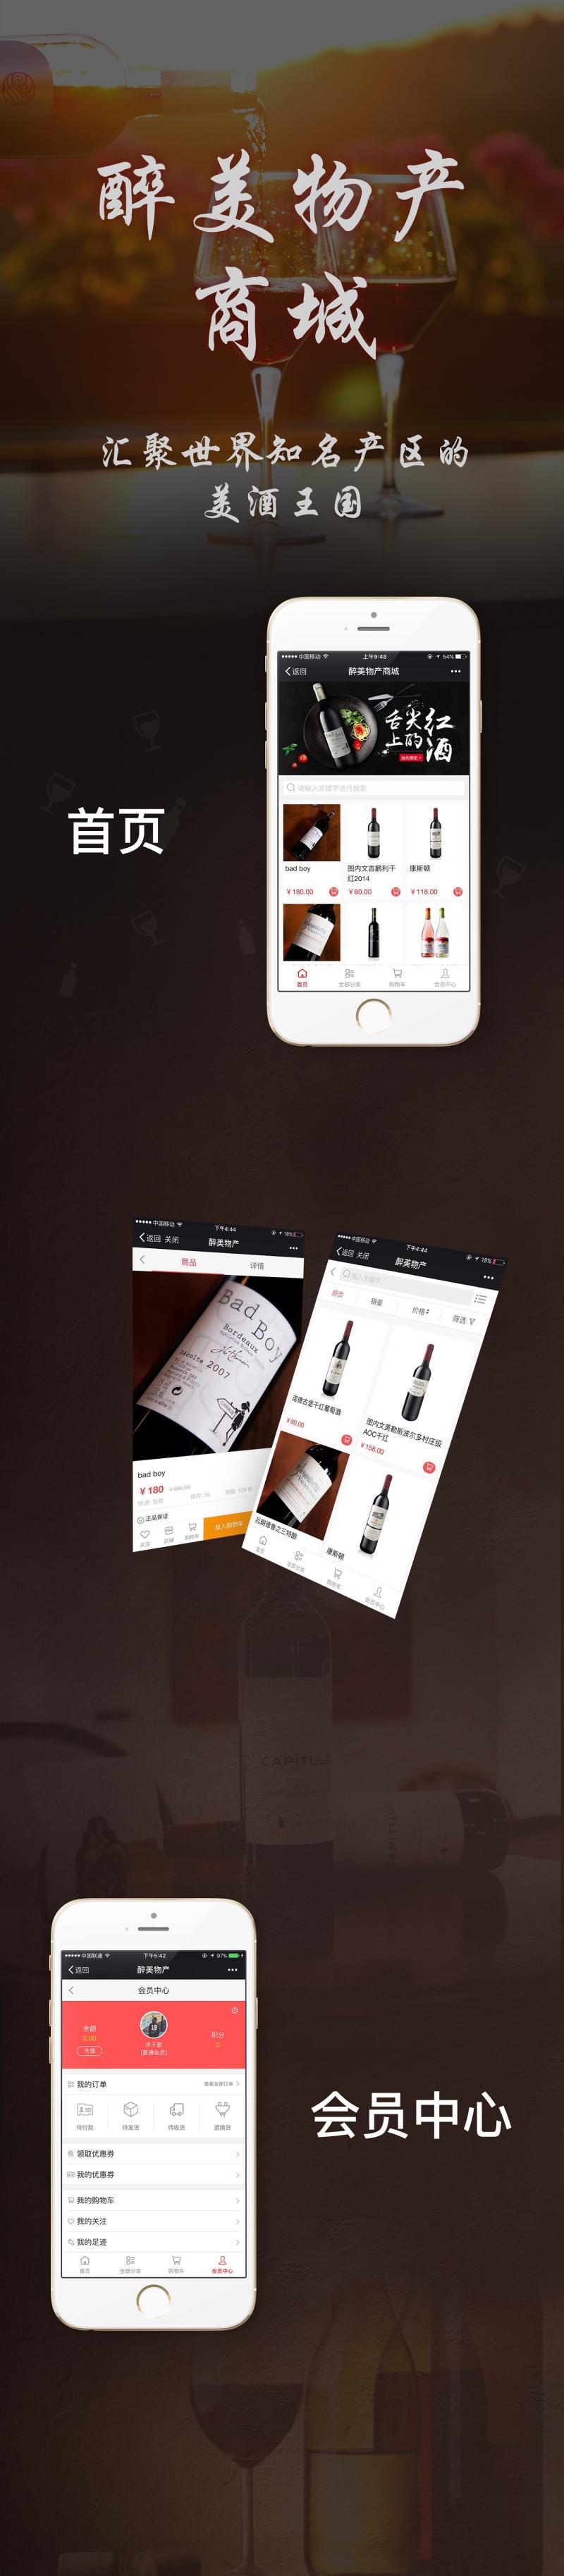 醉美物产
商城
汇聚世界知名产区的
美酒王国
中国移动
上午9:48
54%
返回
醉美物产商城
舌尖
上的
红
酒
请输入关键字进行搜索
首页
bad boy
图内文吉鹏利干
红2014
康斯顿
¥180.00
¥80.00
¥118.00
首页
全部分类
购物车
会员中心
中国移动
下午4:44
18%
返回 关闭
醉美物产
商品
详情
Bad Boy
Bordeaux
Récolte 2007
bad boy
¥180
正品保证
关注
店铺
购物车
加入购物车
中国移动
下午4:44
18%
返回 关闭
醉美物产
输入关键字
综合
销量
价格
筛选
诺德古堡干红葡萄酒
¥80.00
图内文美勒斯波尔多村庄级
AOC干红
¥158.00
康斯顿
首页
全部分类
购物车
会员中心
CAPITUL
中国联通
下午5:42
97%
返回
醉美物产
会员中心
余额
0.00
充值
积分
0
[普通会员]
我的订单
查看全部订单
待付款
待发货
待收货
退换货
领取优惠券
我的优惠券
我的购物车
我的关注
我的足迹
首页
全部分类
购物车
会员中心
会员中心